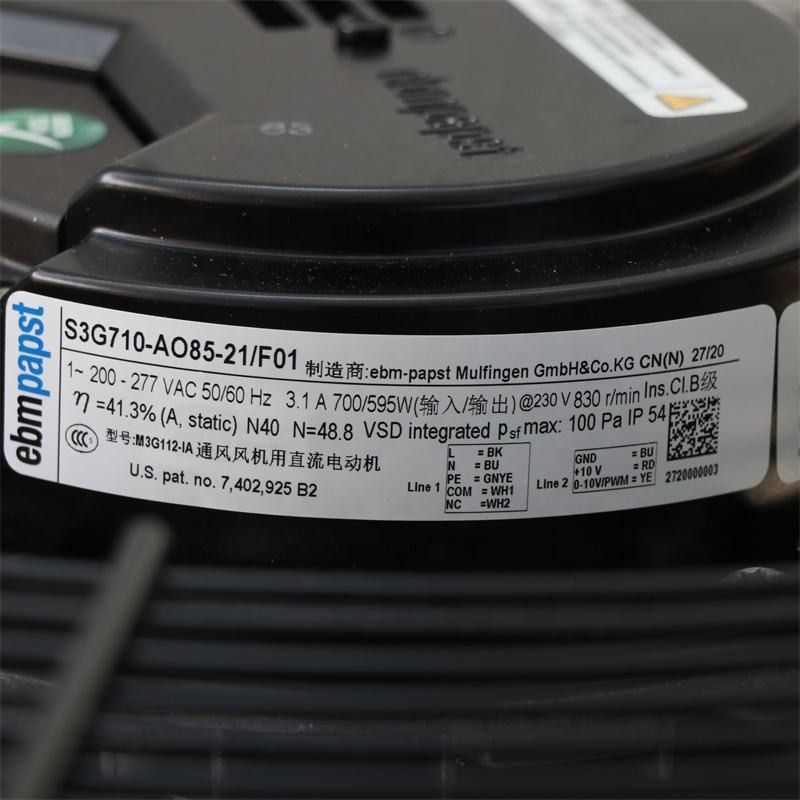 ebmpapst
63
ebmpapst
S3G710-AO85-21/F01 制造商:ebm-papst Mulfingen GmbH&Co.KG CN(N) 27/20
1~ 200 - 277 VAC 50/60 Hz 3.1 A 700/595W(输入/输出)@230 V 830 r/min Ins.Cl.B级
η =41.3% (A, static) N40 N=48.8 VSD integrated psf max: 100 Pa IP 54
CCC 型号:M3G112-IA 通风风机用直流电动机
U.S. pat. no. 7,402,925 B2
Line 1
L = BK
N = BU
PE = GNYE
COM = WH1
NC =WH2
Line 2
GND = BU
+10 V = RD
0-10V/PWM = YE
2720000003